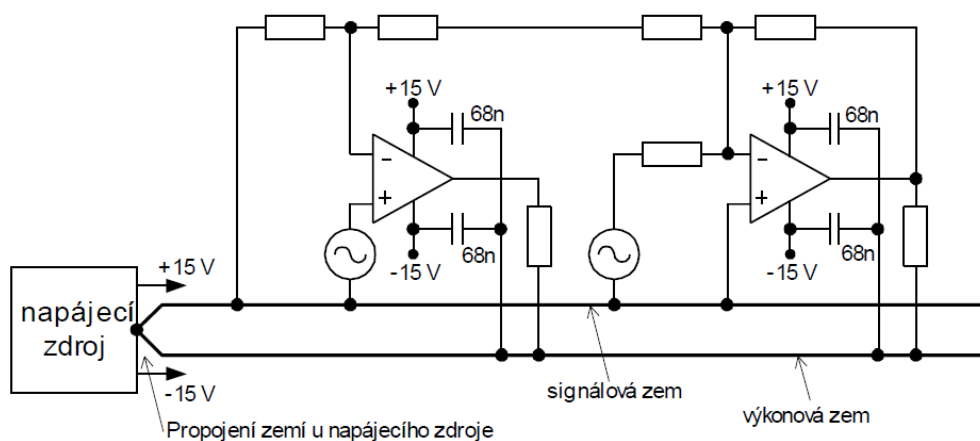 +15 V
68n
−
+
68n
-15 V
+15 V
68n
−
+
68n
-15 V
+15 V
napájecí
zdroj
-15 V
signálová zem
výkonová zem
Propojení zemí u napájecího zdroje